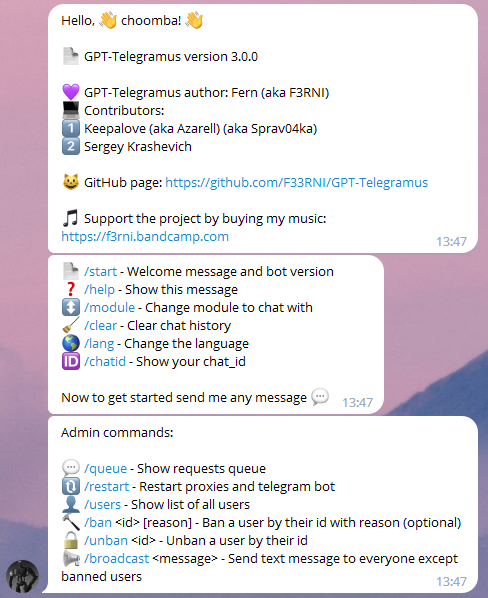 Hello, 👋 choomba! 👋
📄 GPT-Telegramus version 3.0.0
💜 GPT-Telegramus author: Fern (aka F3RNI)
💻 Contributors:
1️⃣ Keepalove (aka Azarell) (aka Sprav04ka)
2️⃣ Sergey Krashevich
😺 GitHub page: https://github.com/F33RNI/GPT-Telegramus
🎵 Support the project by buying my music:
https://f3rni.bandcamp.com
13:47
📄 /start - Welcome message and bot version
❓ /help - Show this message
↕️ /module - Change module to chat with
🧹 /clear - Clear chat history
🌎 /lang - Change the language
🆔 /chatid - Show your chat_id
Now to get started send me any message 💬
13:47
Admin commands:
💬 /queue - Show requests queue
🔃 /restart - Restart proxies and telegram bot
👤 /users - Show list of all users
🔨 /ban <id> [reason] - Ban a user by their id with reason (optional)
🔓 /unban <id> - Unban a user by their id
📢 /broadcast <message> - Send text message to everyone except
banned users
13:47